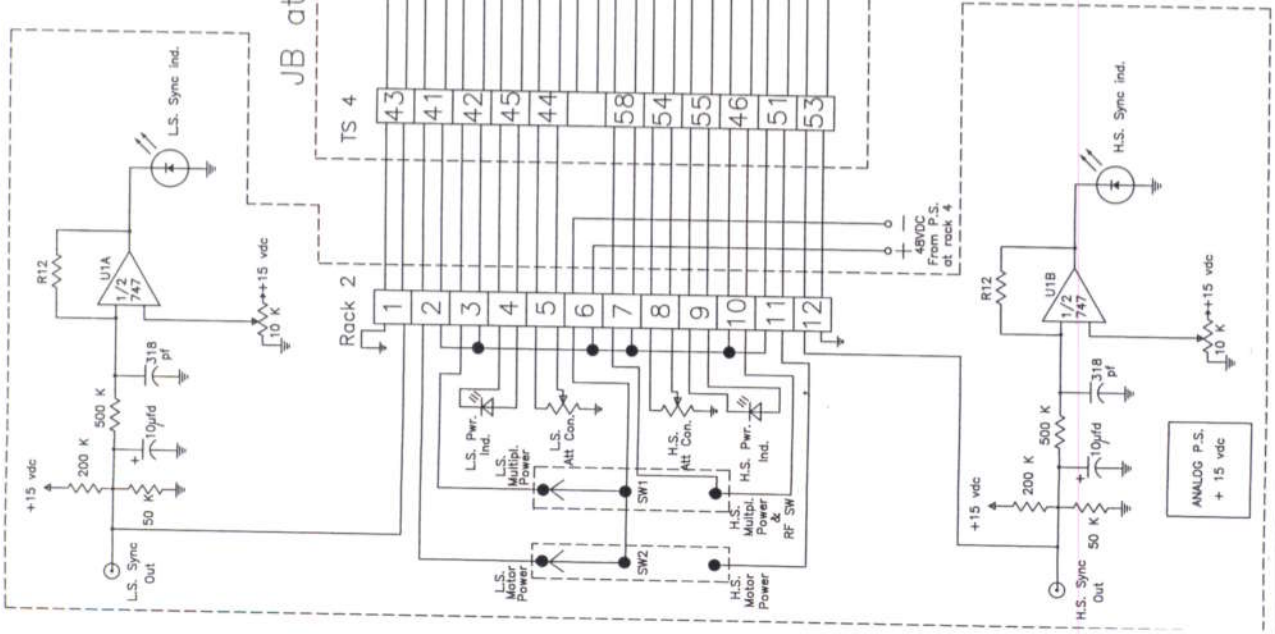 JB at
TS 4
43
41
42
45
44
58
54
55
46
51
53
Rack 2
1
2
3
4
5
6
7
8
9
10
11
12
48VDC
From P.S.
at rack 4
+
−
L.S. Sync ind.
R12
U1A
1/2
747
+15 vdc
10 K
318
pf
500 K
10µfd
+
200 K
+15 vdc
50 K
L.S. Sync
Out
L.S. Pwr.
Ind.
L.S.
Att Con.
H.S.
Att Con.
H.S. Pwr.
Ind.
L.S.
Multipl.
Power
SW1
H.S.
Multpl.
Power
&
RF SW
L.S.
Motor
Power
SW2
H.S.
Motor
Power
H.S. Sync ind.
R12
U1B
1/2
747
+15 vdc
10 K
318
pf
500 K
10µfd
+
200 K
+15 vdc
50 K
H.S. Sync
Out
ANALOG P.S.
+ 15 vdc